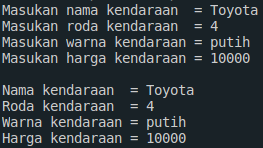 Masukan nama kendaraan  = Toyota
Masukan roda kendaraan  = 4
Masukan warna kendaraan = putih
Masukan harga kendaraan = 10000

Nama kendaraan  = Toyota
Roda kendaraan  = 4
Warna kendaraan = putih
Harga kendaraan = 10000